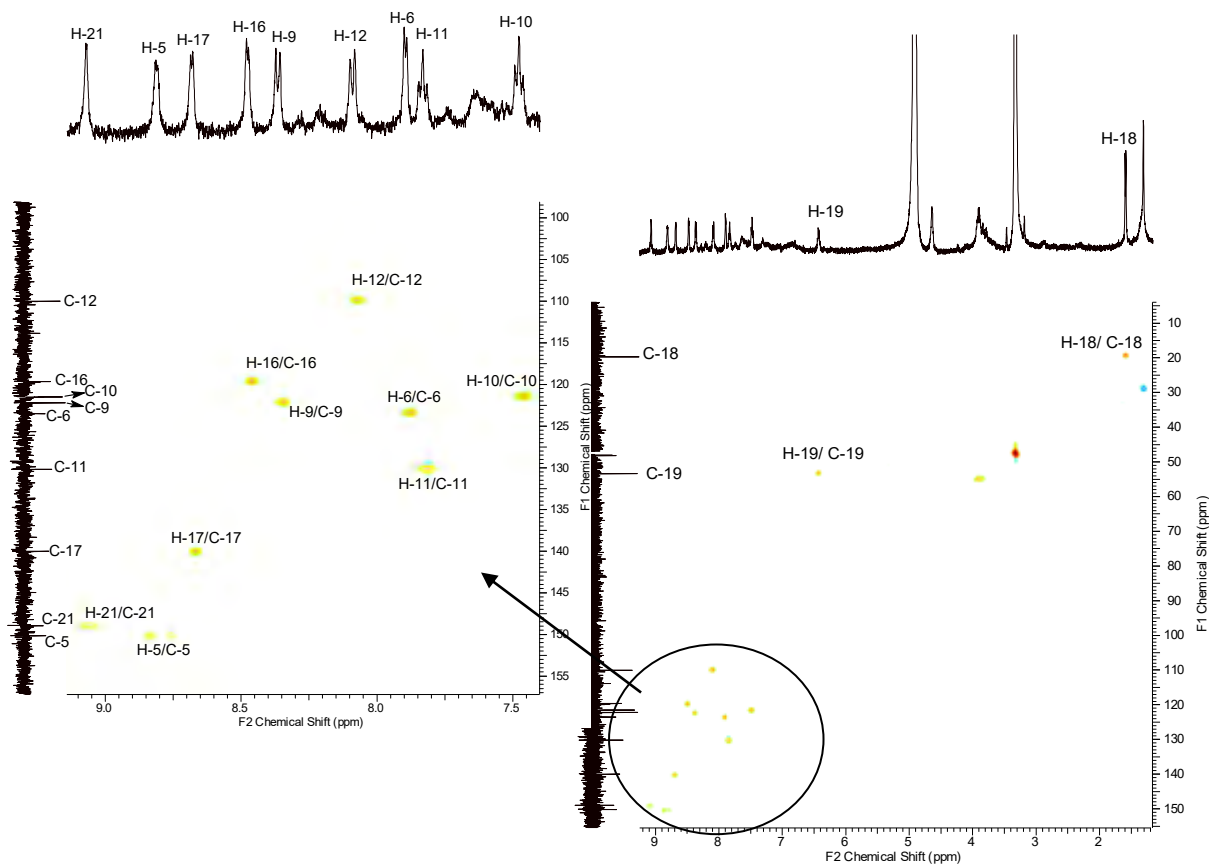 H-21
H-5
H-17
H-16
H-9
H-12
H-6
H-11
H-10
C-12
C-16
C-10
C-9
C-6
C-11
C-17
C-21
C-5
H-12/C-12
H-16/C-16
H-10/C-10
H-9/C-9
H-6/C-6
H-11/C-11
H-17/C-17
H-21/C-21
H-5/C-5
100
105
110
115
120
125
130
135
140
145
150
155
F1 Chemical Shift (ppm)
9.0 8.5 8.0 7.5
F2 Chemical Shift (ppm)
H-19
H-18
C-18
C-19
H-18/ C-18
H-19/ C-19
10
20
30
40
50
60
70
80
90
100
110
120
130
140
150
F1 Chemical Shift (ppm)
9 8 7 6 5 4 3 2
F2 Chemical Shift (ppm)